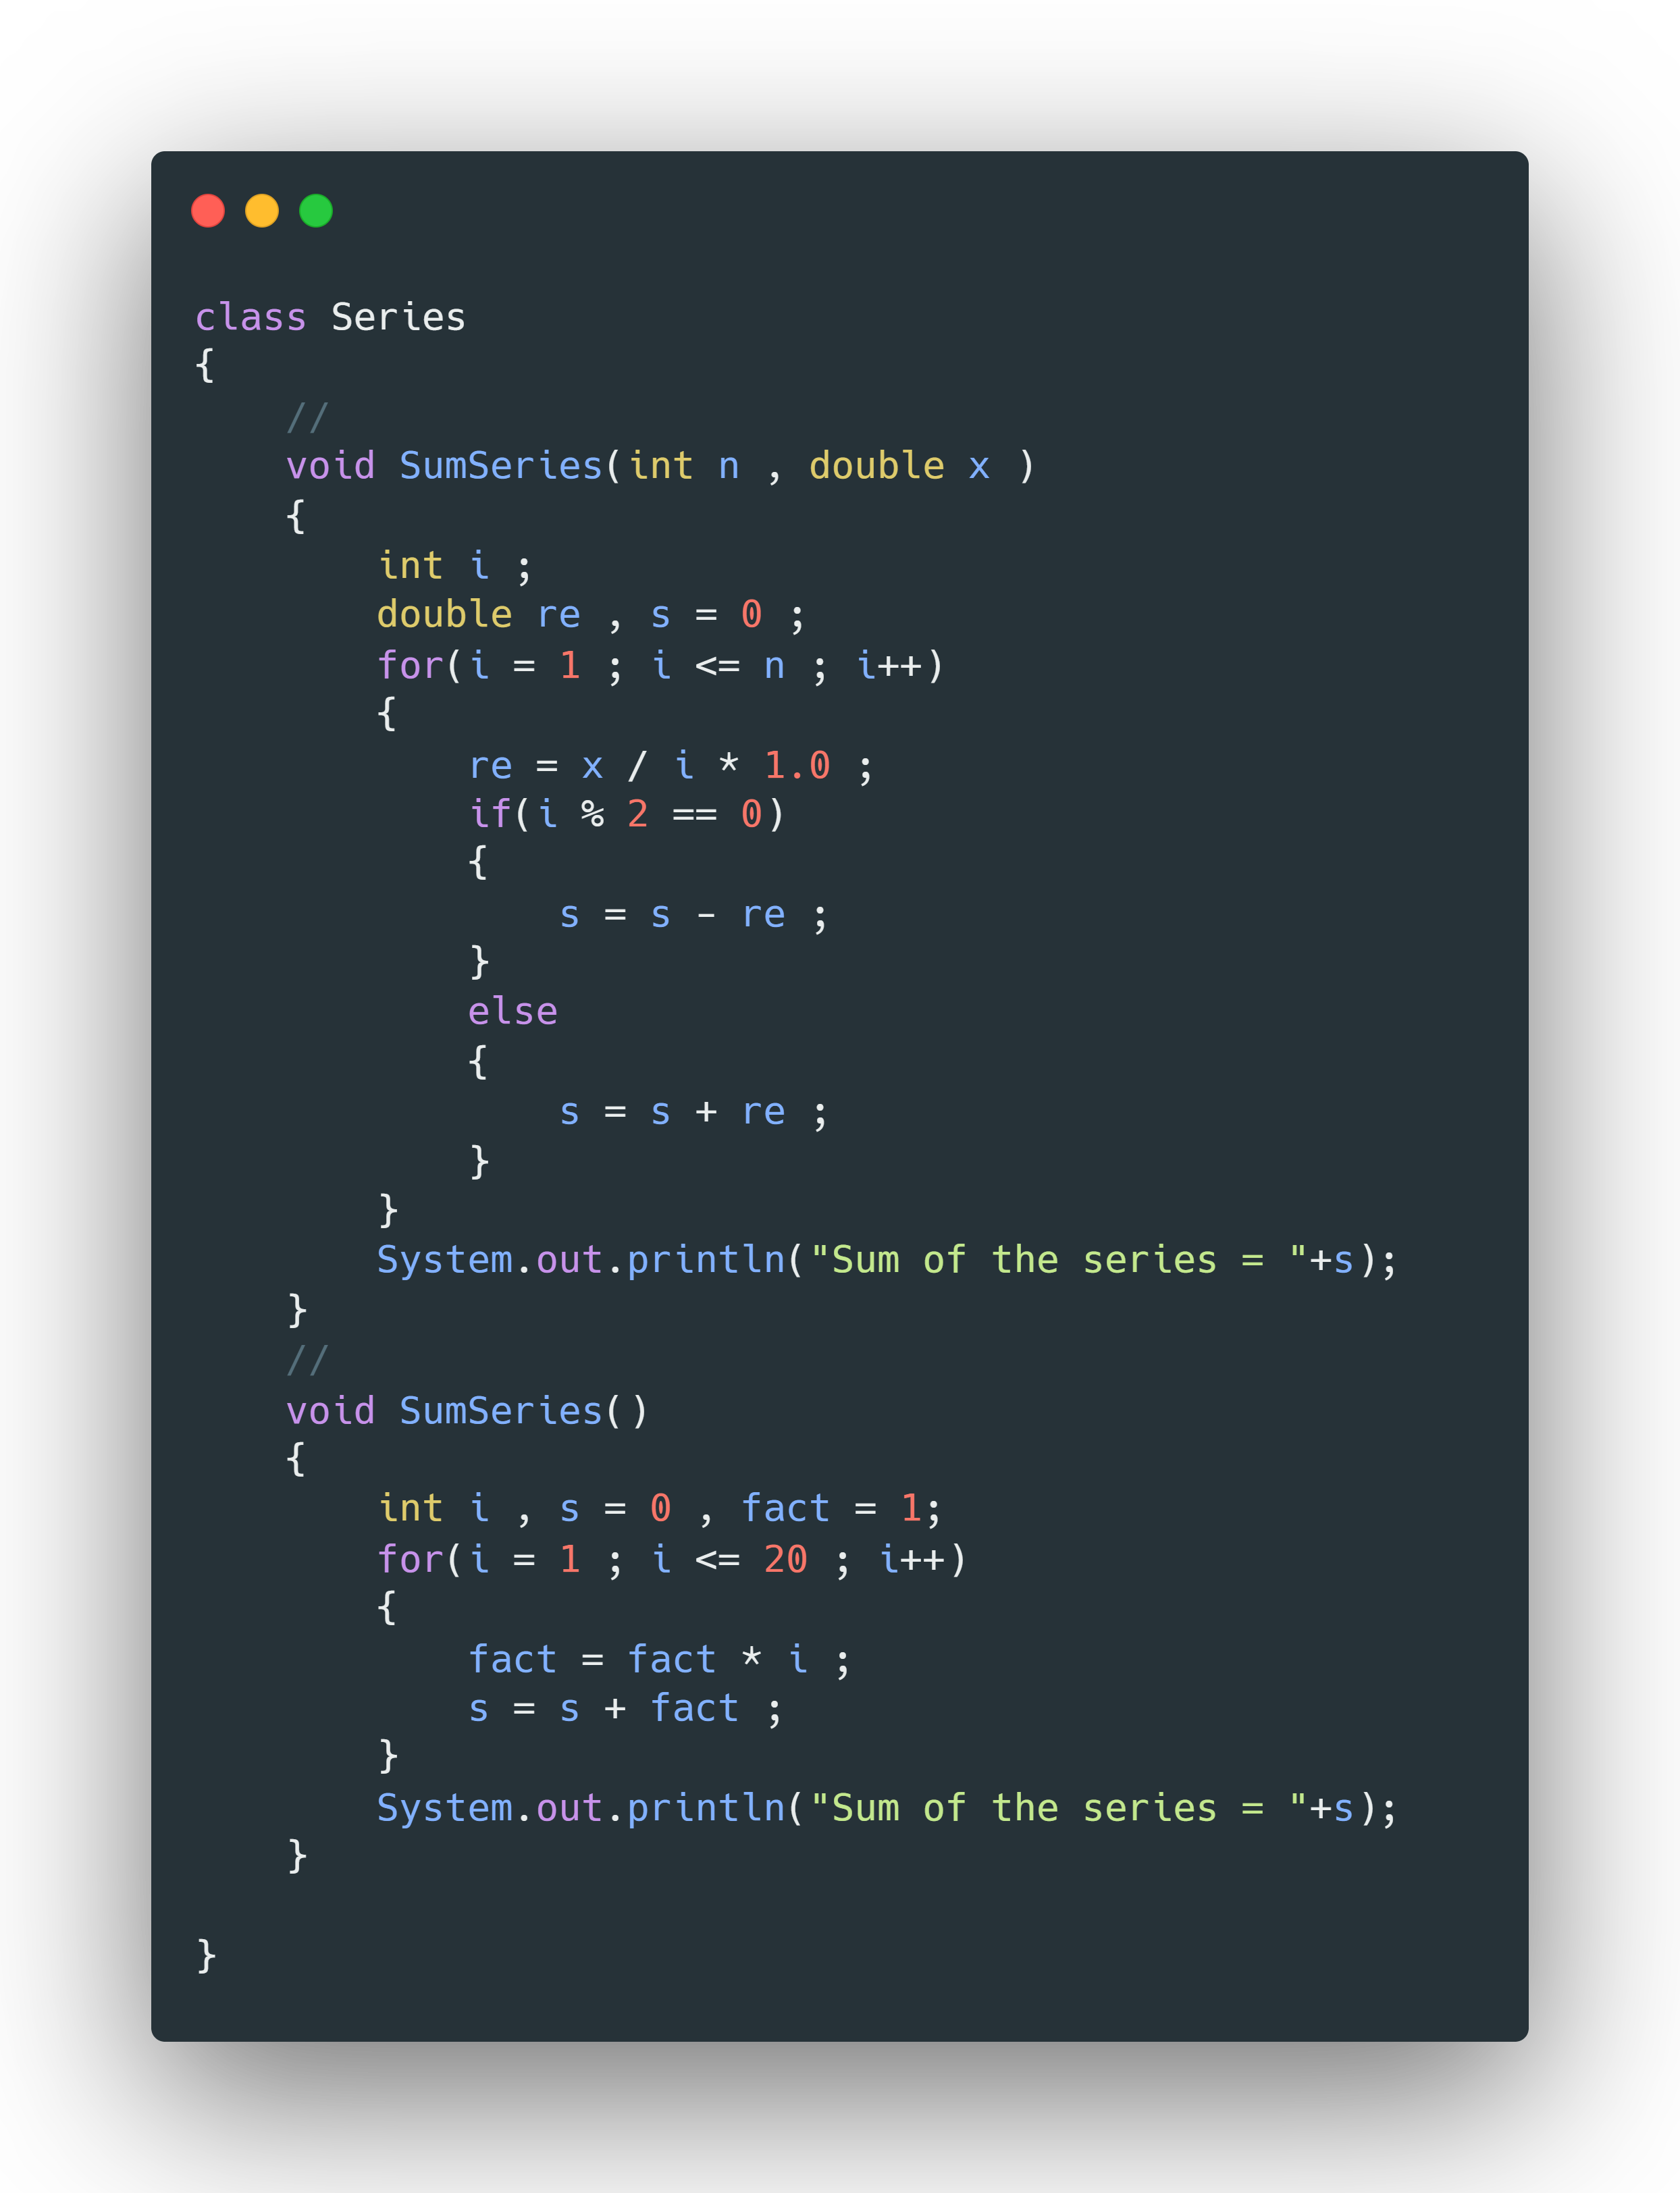 class Series
{
    //
    void SumSeries(int n , double x )
    {
        int i ;
        double re , s = 0 ;
        for(i = 1 ; i <= n ; i++)
        {
            re = x / i * 1.0 ;
            if(i % 2 == 0)
            {
                s = s - re ;
            }
            else
            {
                s = s + re ;
            }
        }
        System.out.println("Sum of the series = "+s);
    }
    //
    void SumSeries()
    {
        int i , s = 0 , fact = 1;
        for(i = 1 ; i <= 20 ; i++)
        {
            fact = fact * i ;
            s = s + fact ;
        }
        System.out.println("Sum of the series = "+s);
    }

}